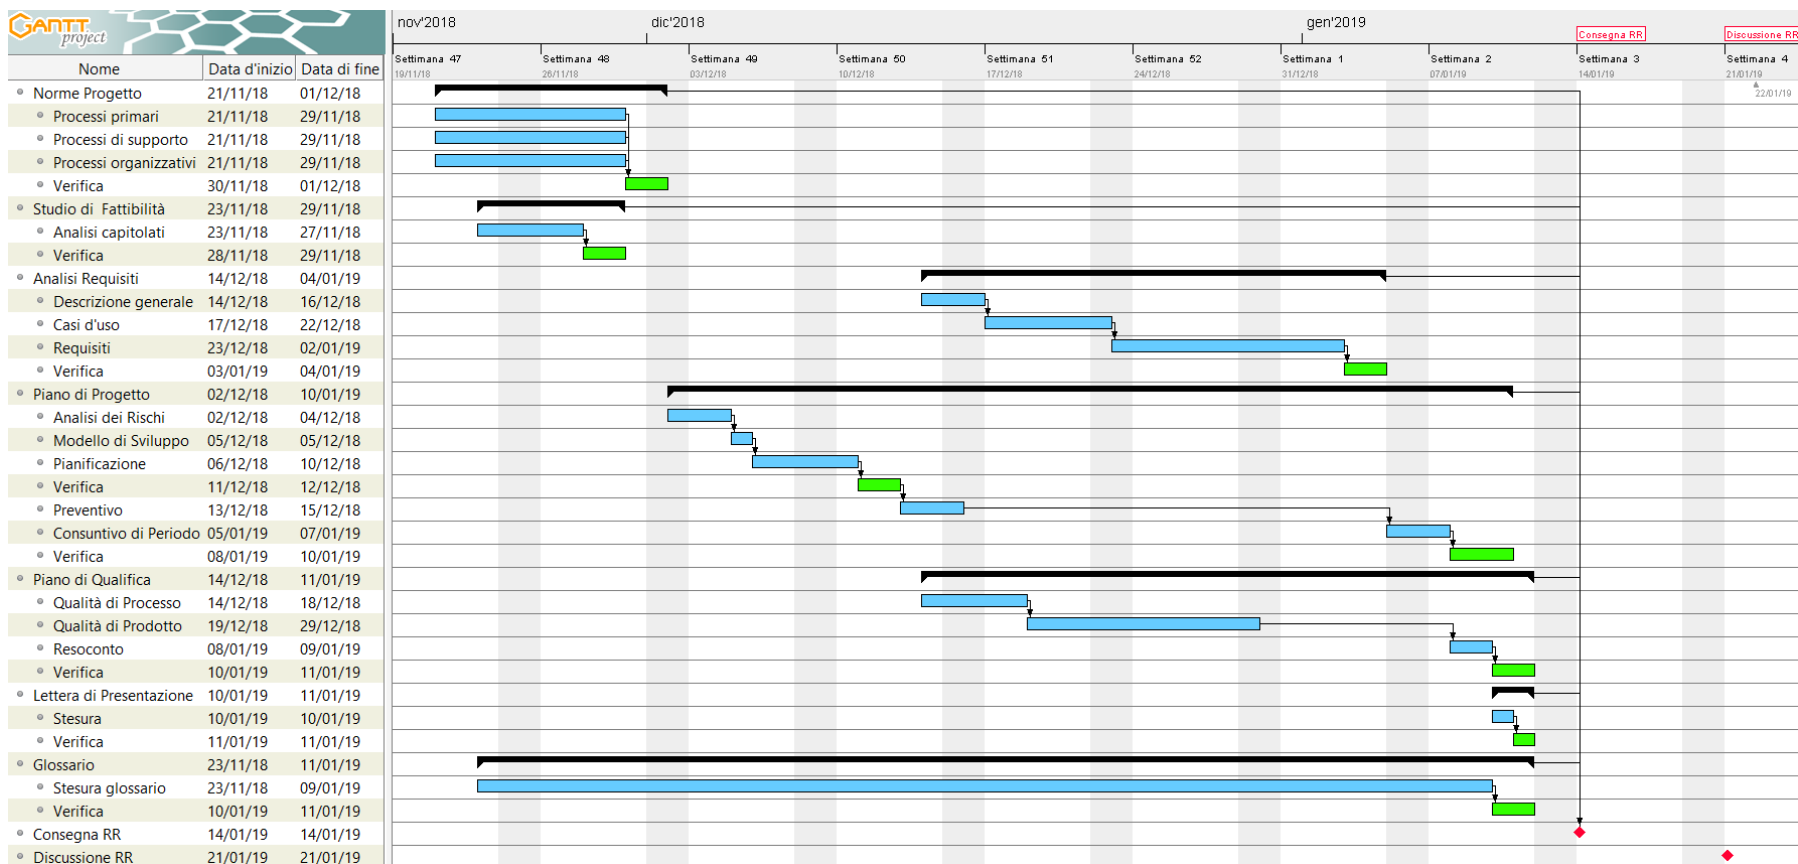 GANTT
project
nov'2018 dic'2018 gen'2019
Consegna RR Discussione RR
Nome Data d'inizio Data di fine
Settimana 47 Settimana 48 Settimana 49 Settimana 50 Settimana 51 Settimana 52 Settimana 1 Settimana 2 Settimana 3 Settimana 4
19/11/18 26/11/18 03/12/18 10/12/18 17/12/18 24/12/18 31/12/18 07/01/19 14/01/19 21/01/19
22/01/19
Norme Progetto 21/11/18 01/12/18
Processi primari 21/11/18 29/11/18
Processi di supporto 21/11/18 29/11/18
Processi organizzativi 21/11/18 29/11/18
Verifica 30/11/18 01/12/18
Studio di Fattibilità 23/11/18 29/11/18
Analisi capitolati 23/11/18 27/11/18
Verifica 28/11/18 29/11/18
Analisi Requisiti 14/12/18 04/01/19
Descrizione generale 14/12/18 16/12/18
Casi d'uso 17/12/18 22/12/18
Requisiti 23/12/18 02/01/19
Verifica 03/01/19 04/01/19
Piano di Progetto 02/12/18 10/01/19
Analisi dei Rischi 02/12/18 04/12/18
Modello di Sviluppo 05/12/18 05/12/18
Pianificazione 06/12/18 10/12/18
Verifica 11/12/18 12/12/18
Preventivo 13/12/18 15/12/18
Consuntivo di Periodo 05/01/19 07/01/19
Verifica 08/01/19 10/01/19
Piano di Qualifica 14/12/18 11/01/19
Qualità di Processo 14/12/18 18/12/18
Qualità di Prodotto 19/12/18 29/12/18
Resoconto 08/01/19 09/01/19
Verifica 10/01/19 11/01/19
Lettera di Presentazione 10/01/19 11/01/19
Stesura 10/01/19 10/01/19
Verifica 11/01/19 11/01/19
Glossario 23/11/18 11/01/19
Stesura glossario 23/11/18 09/01/19
Verifica 10/01/19 11/01/19
Consegna RR 14/01/19 14/01/19
Discussione RR 21/01/19 21/01/19